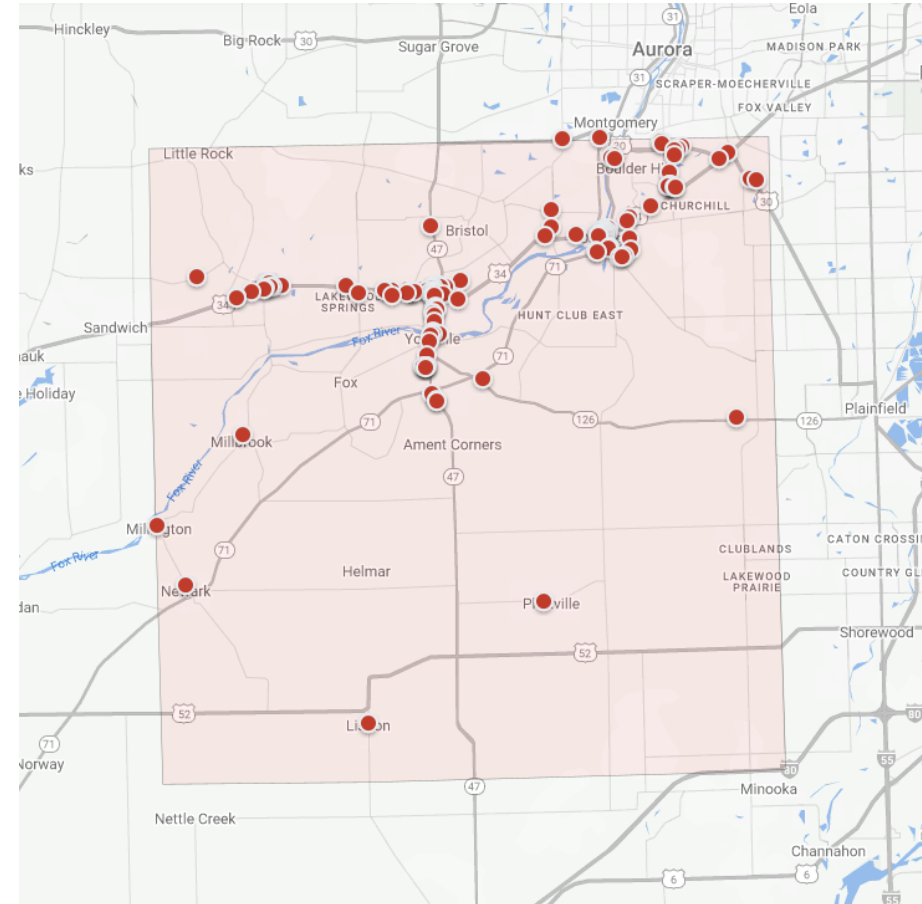 Eola
31
Hinckley
Big Rock
30
Sugar Grove
Aurora
MADISON PARK
31
SCRAPER-MOECHERVILLE
FOX VALLEY
Montgomery
30
Little Rock
Boulder Hi
ks
30
CHURCHILL
Bristol
47
34
71
34
LAKEWOOD
SPRINGS
HUNT CLUB EAST
Sandwich
Fox River
Yorkville
71
auk
Fox
e Holiday
71
126
126
Plainfield
Millbrook
Ament Corners
Fox River
47
Millington
CATON CROSSI
71
CLUBLANDS
Fox River
Helmar
LAKEWOOD
PRAIRIE
COUNTRY GL
Newark
dan
Plattville
Shorewood
52
52
80
Lisbon
71
55
Norway
80
47
Minooka
Nettle Creek
Channahon
6
6
55